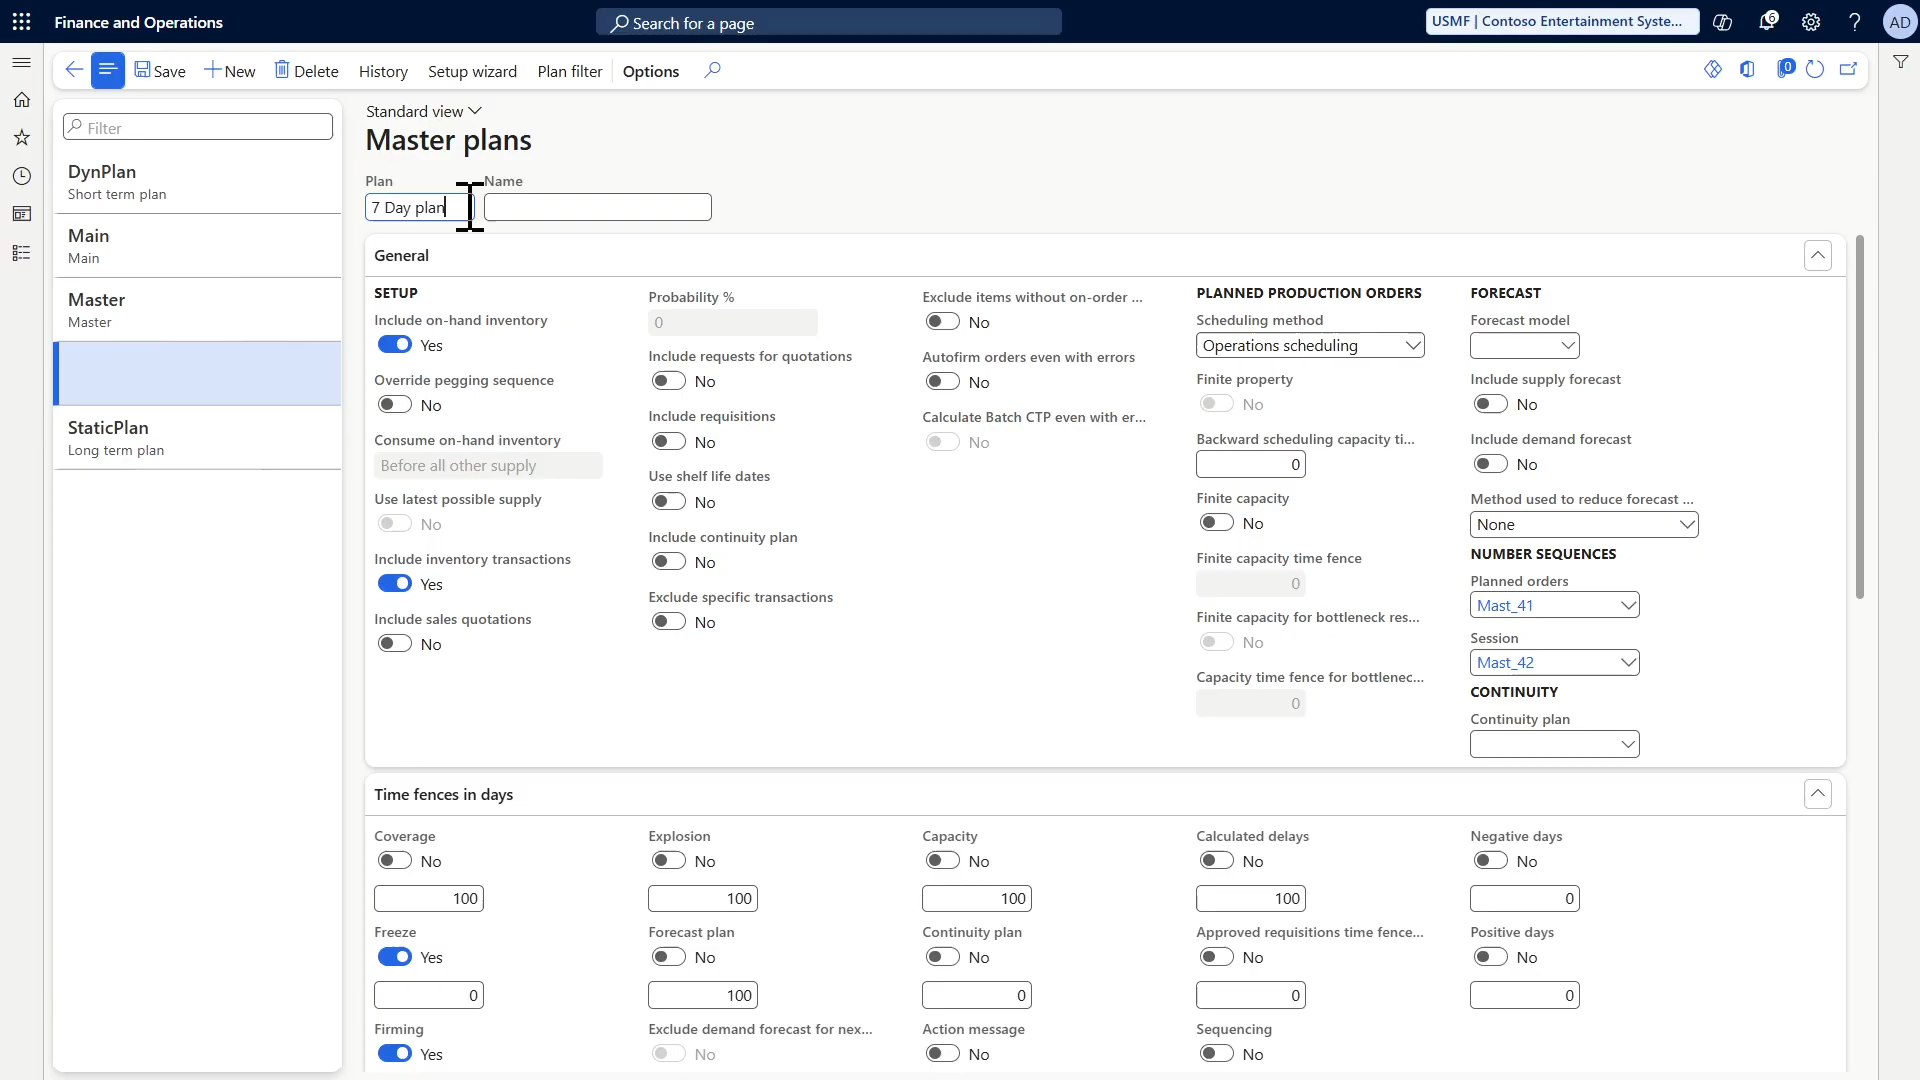 Finance and Operations
Search for a page
USMF | Contoso Entertainment Syste...
6
AD
Save
New
Delete
History
Setup wizard
Plan filter
Options
0
Filter
DynPlan
Short term plan
Main
Main
Master
Master
StaticPlan
Long term plan
Standard view
Master plans
Plan
Name
7 Day plan
General
SETUP
Include on-hand inventory
Yes
Override pegging sequence
No
Consume on-hand inventory
Before all other supply
Use latest possible supply
No
Include inventory transactions
Yes
Include sales quotations
No
Probability %
0
Include requests for quotations
No
Include requisitions
No
Use shelf life dates
No
Include continuity plan
No
Exclude specific transactions
No
Exclude items without on-order ...
No
Autofirm orders even with errors
No
Calculate Batch CTP even with er...
No
PLANNED PRODUCTION ORDERS
Scheduling method
Operations scheduling
Finite property
No
Backward scheduling capacity ti...
0
Finite capacity
No
Finite capacity time fence
0
Finite capacity for bottleneck res...
No
Capacity time fence for bottlenec...
0
FORECAST
Forecast model
Include supply forecast
No
Include demand forecast
No
Method used to reduce forecast ...
None
NUMBER SEQUENCES
Planned orders
Mast_41
Session
Mast_42
CONTINUITY
Continuity plan
Time fences in days
Coverage
No
100
Freeze
Yes
0
Firming
Yes
Explosion
No
100
Forecast plan
No
100
Exclude demand forecast for nex...
No
Capacity
No
100
Continuity plan
No
0
Action message
No
Calculated delays
No
100
Approved requisitions time fence...
No
0
Sequencing
No
Negative days
No
0
Positive days
No
0